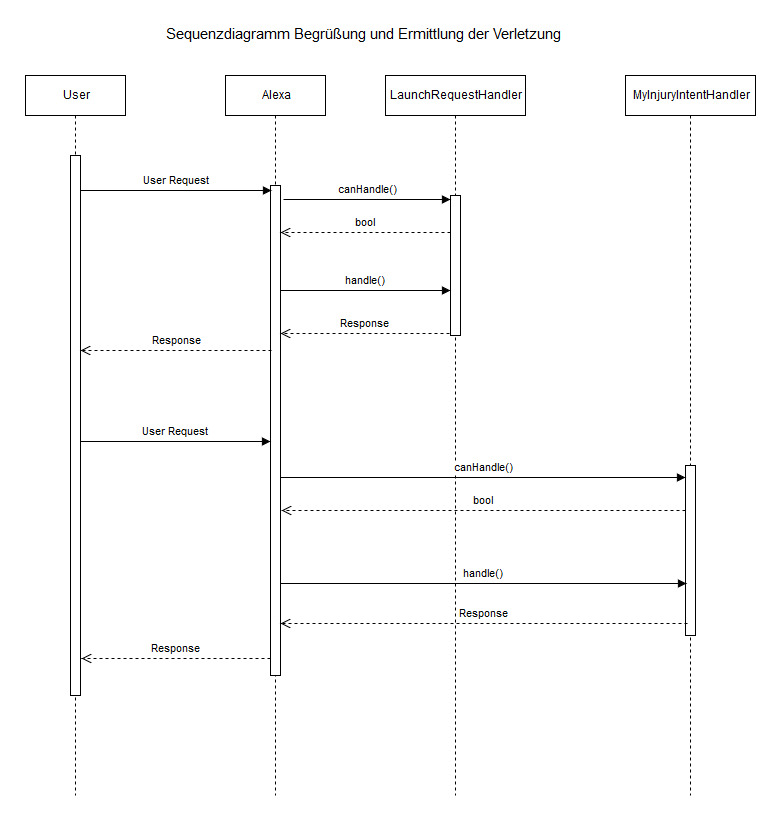 Sequenzdiagramm Begrüßung und Ermittlung der Verletzung
User
Alexa
LaunchRequestHandler
MyInjuryIntentHandler
User Request
canHandle()
bool
handle()
Response
Response
User Request
canHandle()
bool
handle()
Response
Response